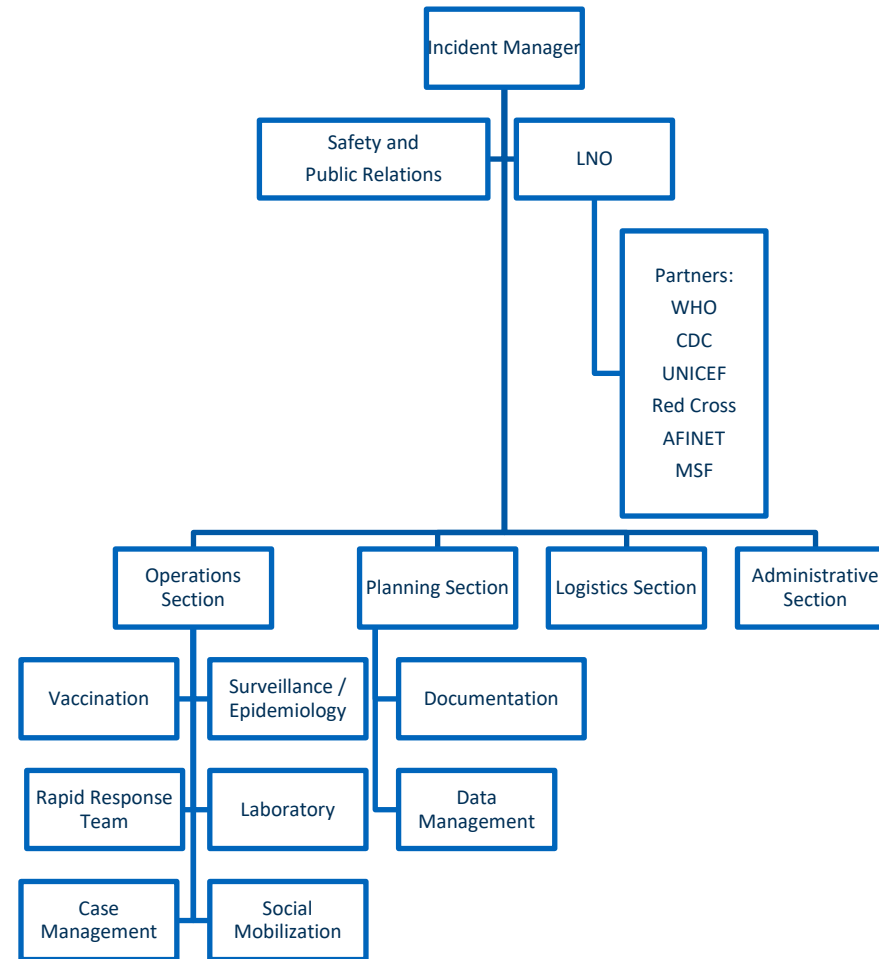 Incident Manager
Safety and
Public Relations
LNO
Partners:
WHO
CDC
UNICEF
Red Cross
AFINET
MSF
Operations
Section
Planning Section
Logistics Section
Administrative
Section
Vaccination
Surveillance /
Epidemiology
Documentation
Rapid Response
Team
Laboratory
Data
Management
Case
Management
Social
Mobilization